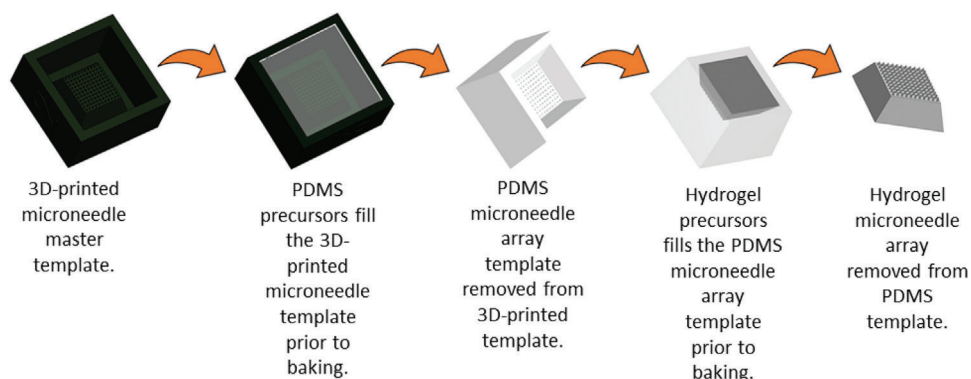 3D-printed
microneedle
master
template.
PDMS
precursors fill
the 3D-
printed
microneedle
template
prior to
baking.
PDMS
microneedle
array
template
removed from
3D-printed
template.
Hydrogel
precursors
fills the PDMS
microneedle
array
template
prior to
baking.
Hydrogel
microneedle
array
removed from
PDMS
template.